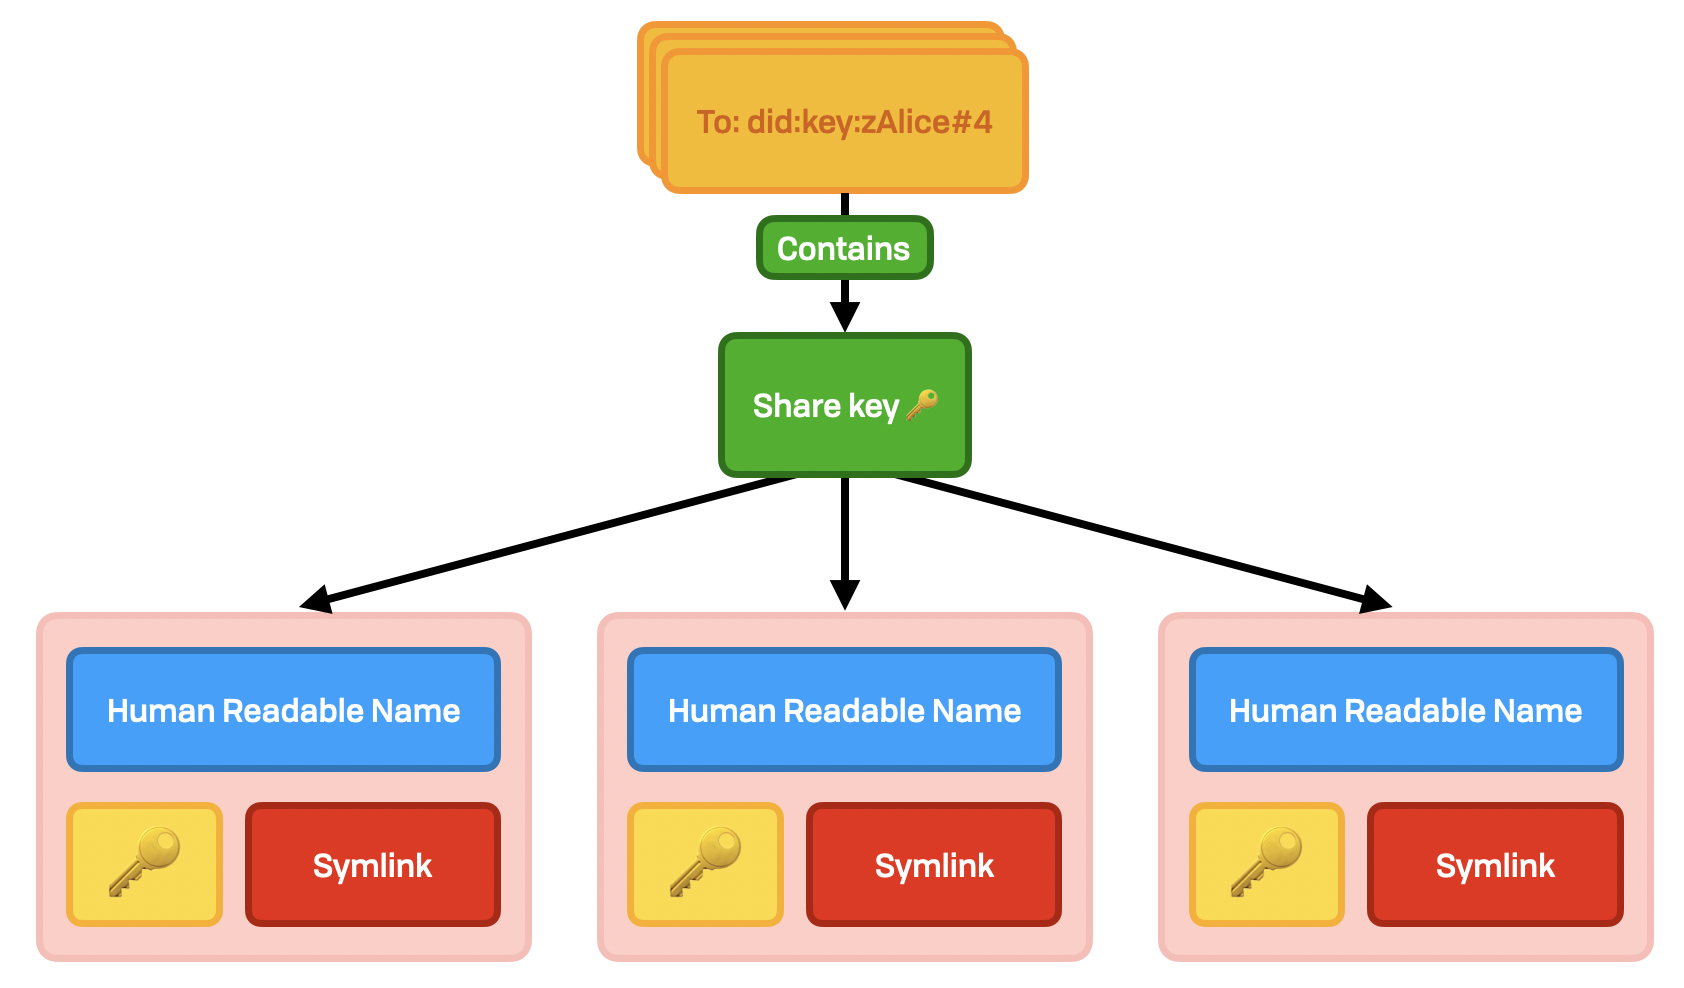 To: did:key:zAlice#4
Contains
Share key 🔑
Human Readable Name
Human Readable Name
Human Readable Name
🔑 Symlink
🔑 Symlink
🔑 Symlink